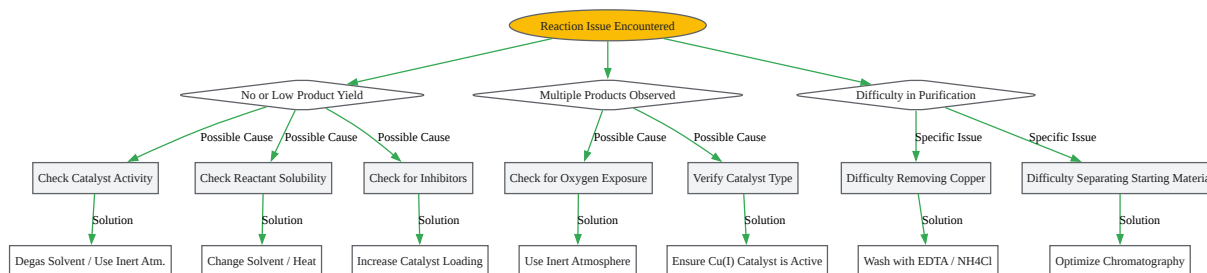 Reaction Issue Encountered
No or Low Product Yield
Multiple Products Observed
Difficulty in Purification
Possible Cause
Possible Cause
Possible Cause
Possible Cause
Possible Cause
Specific Issue
Specific Issue
Check Catalyst Activity
Check Reactant Solubility
Check for Inhibitors
Check for Oxygen Exposure
Verify Catalyst Type
Difficulty Removing Copper
Difficulty Separating Starting Material
Solution
Solution
Solution
Solution
Solution
Solution
Solution
Degas Solvent / Use Inert Atm.
Change Solvent / Heat
Increase Catalyst Loading
Use Inert Atmosphere
Ensure Cu(I) Catalyst is Active
Wash with EDTA / NH4Cl
Optimize Chromatography